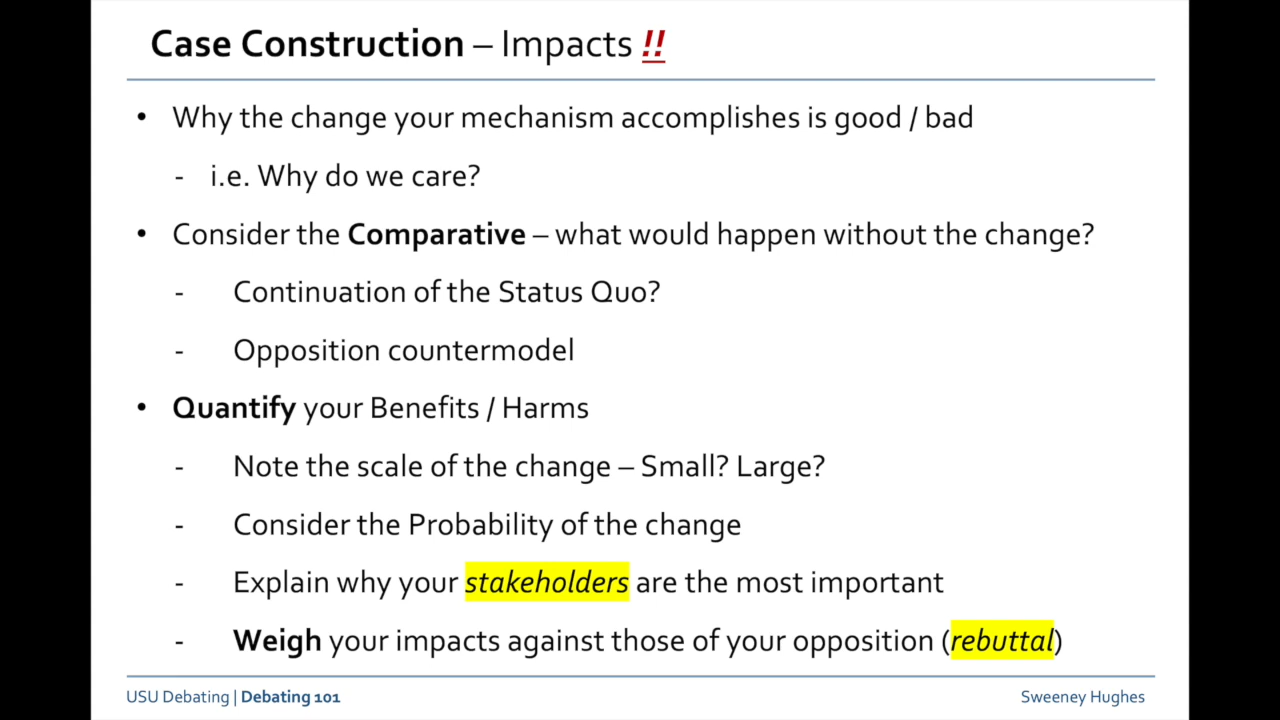 Case Construction – Impacts !!
• Why the change your mechanism accomplishes is good / bad
- i.e. Why do we care?
• Consider the Comparative – what would happen without the change?
- Continuation of the Status Quo?
- Opposition countermodel
• Quantify your Benefits / Harms
- Note the scale of the change – Small? Large?
- Consider the Probability of the change
- Explain why your stakeholders are the most important
- Weigh your impacts against those of your opposition (rebuttal)
USU Debating | Debating 101
Sweeney Hughes